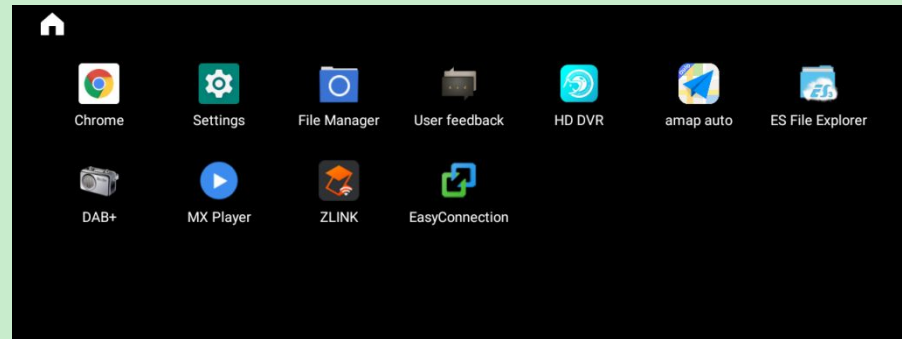 Chrome
Settings
File Manager
User feedback
HD DVR
amap auto
ES File Explorer
DAB+
MX Player
ZLINK
EasyConnection